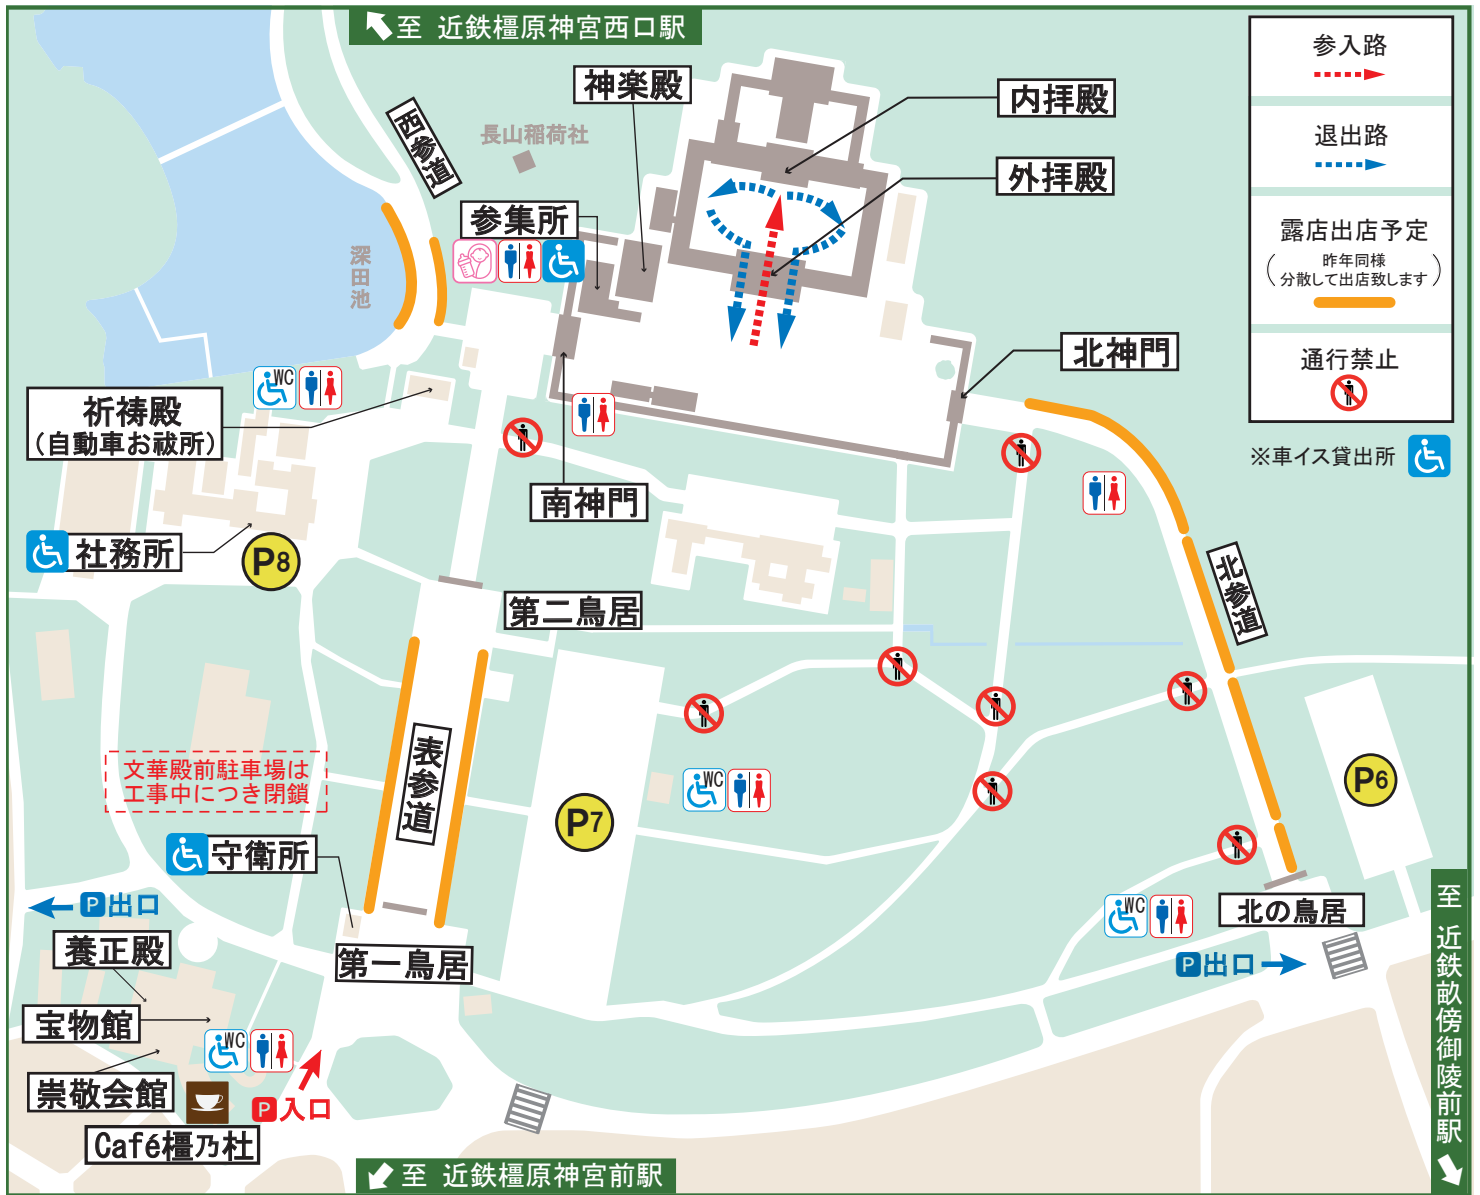 至 近鉄橿原神宮西口駅
参入路
退出路
露店出店予定
(昨年同様
分散して出店致します)
通行禁止
※車イス貸出所
神楽殿
内拝殿
西参道
長山稲荷社
外拝殿
参集所
深田池
北神門
WC
祈祷殿
(自動車お祓所)
南神門
社務所
P8
第二鳥居
北参道
文華殿前駐車場は
工事中につき閉鎖
表参道
P7
WC
P6
守衛所
P出口
北の鳥居
WC
養正殿
第一鳥居
P出口
宝物館
WC
崇敬会館
P入口
Café橿乃杜
至 近鉄橿原神宮前駅
至 近鉄畝傍御陵前駅